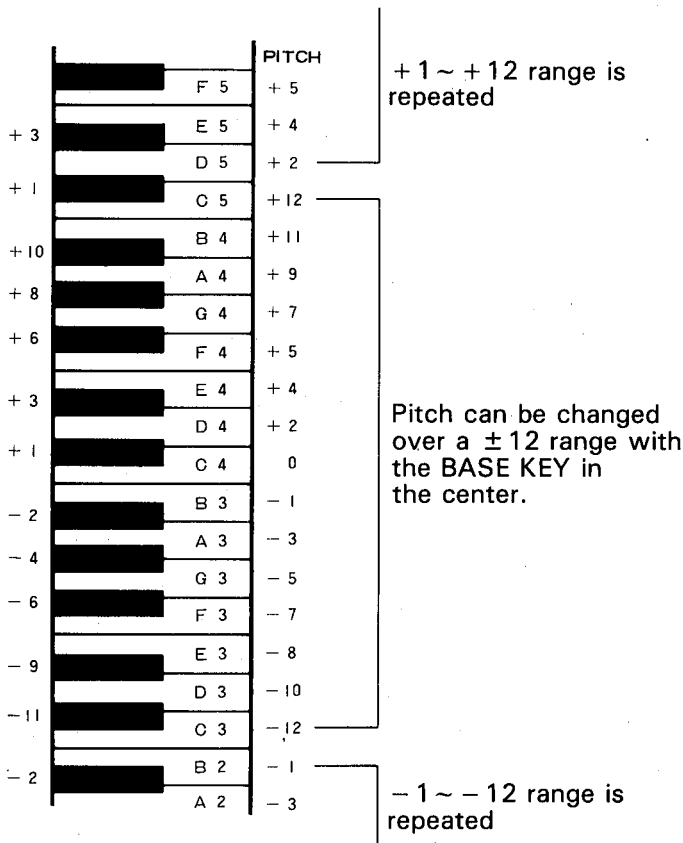 PITCH
F 5 + 5
+ 1 ~ + 12 range is
repeated
E 5 + 4
+ 3
D 5 + 2
+ 1
C 5 + 12
B 4 + 11
+ 10
A 4 + 9
+ 8
G 4 + 7
+ 6
F 4 + 5
E 4 + 4
+ 3
D 4 + 2
+ 1
C 4 0
Pitch can be changed
over a ± 12 range with
the BASE KEY in
the center.
B 3 − 1
− 2
A 3 − 3
− 4
G 3 − 5
− 6
F 3 − 7
E 3 − 8
− 9
D 3 − 10
− 11
C 3 − 12
B 2 − 1
− 2
A 2 − 3
− 1 ~ − 12 range is
repeated